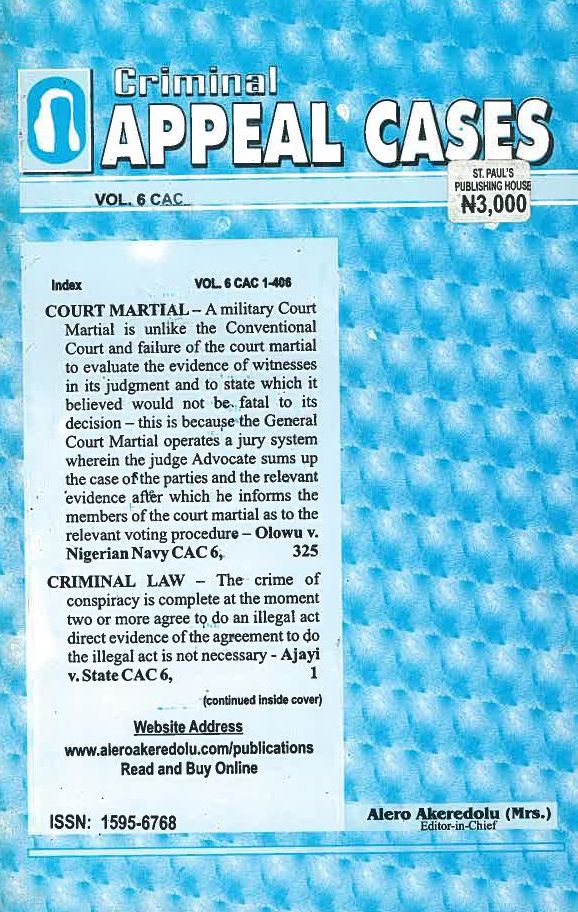 Criminal
APPEAL CASES
VOL. 6 CAC
ST. PAUL'S
PUBLISHING HOUSE
₦3,000
Index VOL. 6 CAC 1-406
COURT MARTIAL – A military Court
Martial is unlike the Conventional
Court and failure of the court martial
to evaluate the evidence of witnesses
in its judgment and to state which it
believed would not be fatal to its
decision – this is because the General
Court Martial operates a jury system
wherein the judge Advocate sums up
the case of the parties and the relevant
evidence after which he informs the
members of the court martial as to the
relevant voting procedure – Olowu v.
Nigerian Navy CAC 6, 325
CRIMINAL LAW – The crime of
conspiracy is complete at the moment
two or more agree to do an illegal act
direct evidence of the agreement to do
the illegal act is not necessary - Ajayi
v. State CAC 6, 1
(continued inside cover)
Website Address
www.aleroakeredolu.com/publications
Read and Buy Online
ISSN: 1595-6768
Alero Akeredolu (Mrs.)
Editor-in-Chief